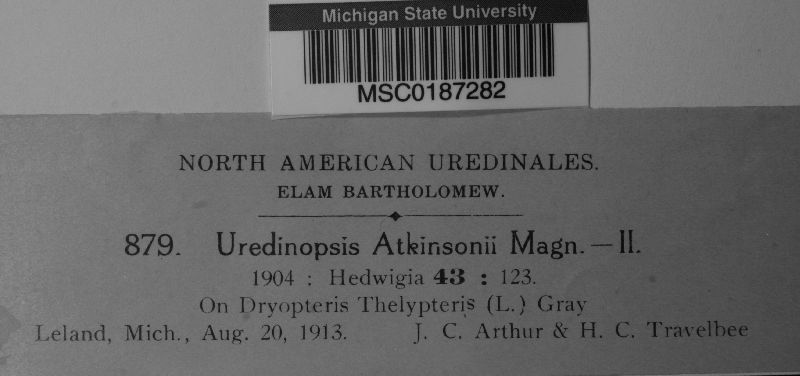 Michigan State University
MSC0187282
NORTH AMERICAN UREDINALES.
ELAM BARTHOLOMEW.
879. Uredinopsis Atkinsonii Magn.—II.
1904 : Hedwigia 43 : 123.
On Dryopteris Thelypteris (L.) Gray
Leland, Mich., Aug. 20, 1913. J. C. Arthur & H. C. Travelbee